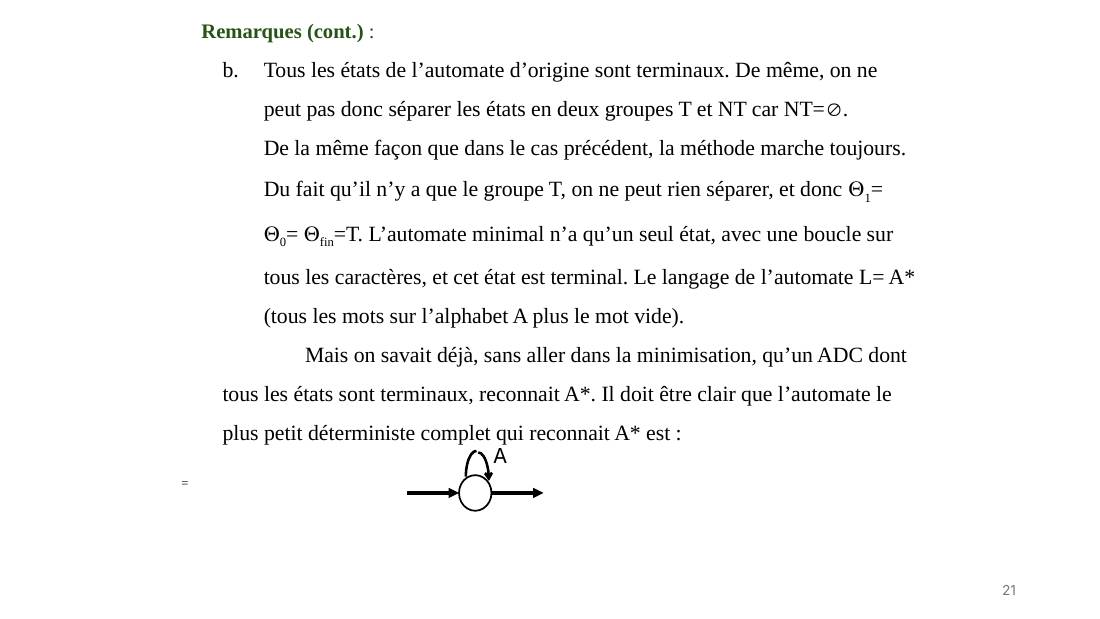 Remarques (cont.) :
b. Tous les états de l’automate d’origine sont terminaux. De même, on ne
peut pas donc séparer les états en deux groupes T et NT car NT=∅.
De la même façon que dans le cas précédent, la méthode marche toujours.
Du fait qu’il n’y a que le groupe T, on ne peut rien séparer, et donc Θ₁=
Θ₀= Θfin=T. L’automate minimal n’a qu’un seul état, avec une boucle sur
tous les caractères, et cet état est terminal. Le langage de l’automate L= A*
(tous les mots sur l’alphabet A plus le mot vide).
Mais on savait déjà, sans aller dans la minimisation, qu’un ADC dont
tous les états sont terminaux, reconnait A*. Il doit être clair que l’automate le
plus petit déterministe complet qui reconnait A* est :
A
=
21